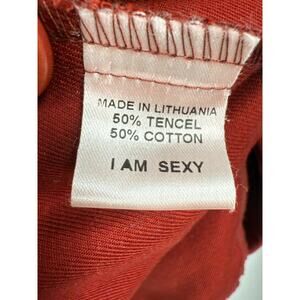 MADE IN LITHUANIA
50% TENCEL
50% COTTON
I AM SEXY